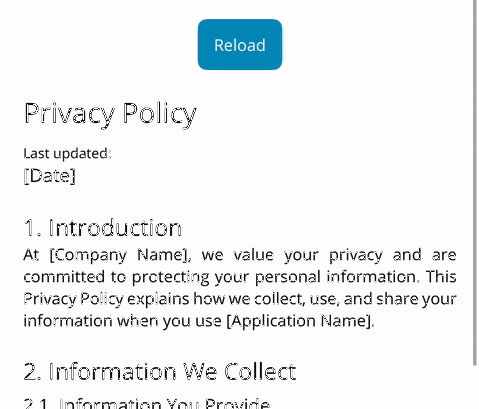 Reload
Privacy Policy
Last updated:
[Date]
1. Introduction
At [Company Name], we value your privacy and are
committed to protecting your personal information. This
Privacy Policy explains how we collect, use, and share your
information when you use [Application Name].
2. Information We Collect
2.1. Information You Provide